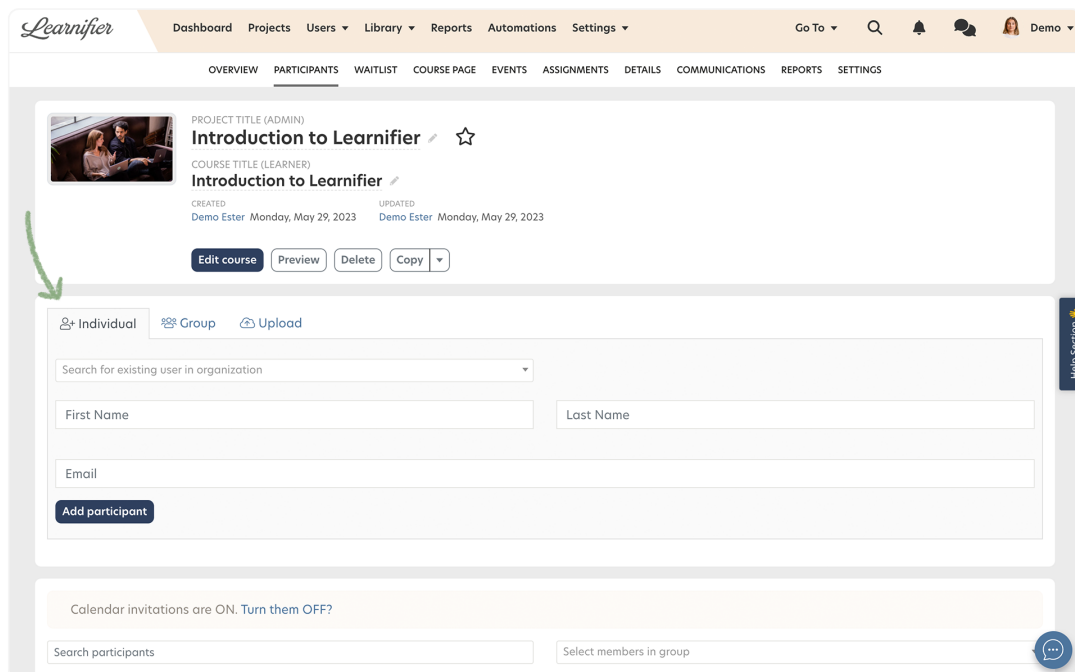 Learnifier Dashboard Projects Users Library Reports Automations Settings Go To Demo
OVERVIEW PARTICIPANTS WAITLIST COURSE PAGE EVENTS ASSIGNMENTS DETAILS COMMUNICATIONS REPORTS SETTINGS
PROJECT TITLE (ADMIN)
Introduction to Learnifier
COURSE TITLE (LEARNER)
Introduction to Learnifier
CREATED UPDATED
Demo Ester Monday, May 29, 2023 Demo Ester Monday, May 29, 2023
Edit course Preview Delete Copy
Individual Group Upload
Help Section
Search for existing user in organization
First Name Last Name
Email
Add participant
Calendar invitations are ON. Turn them OFF?
Search participants Select members in group